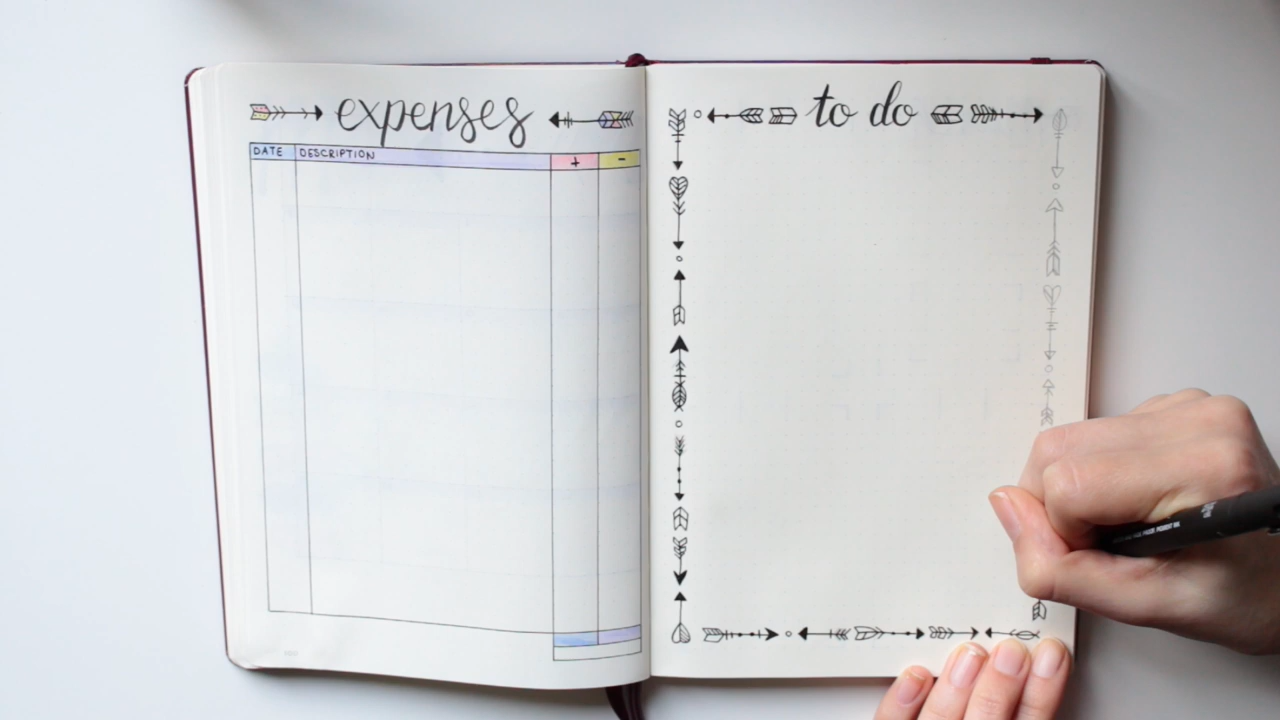 expenses
DATE DESCRIPTION + -
to do